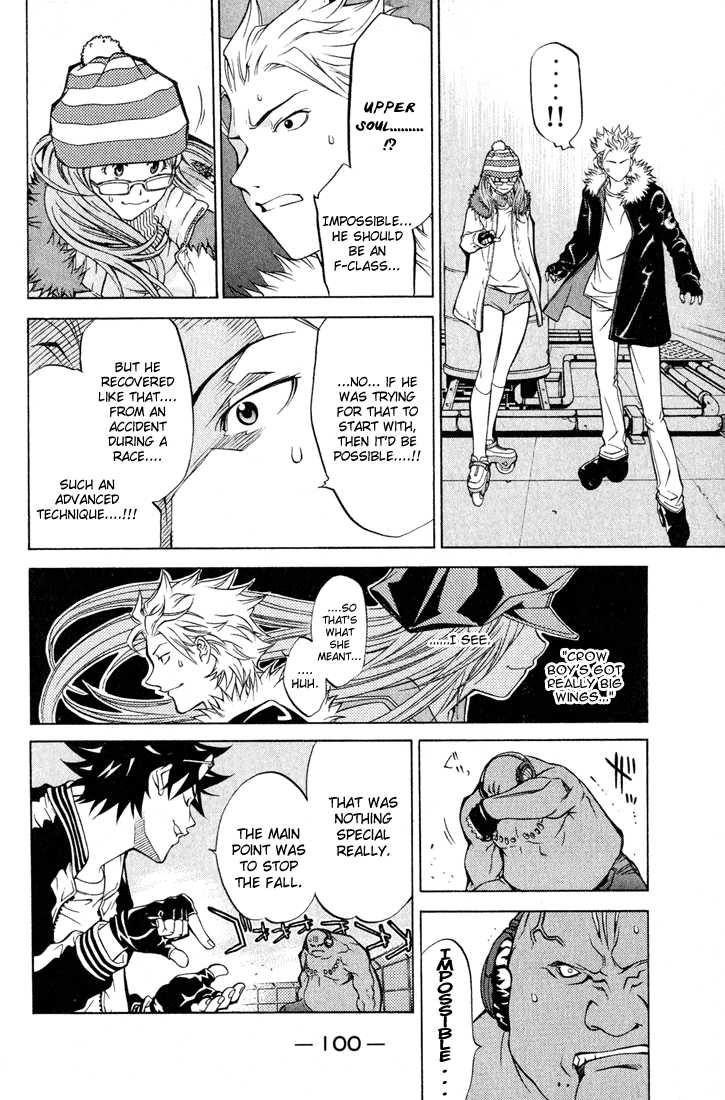 .....!!
UPPER
SOUL.........
!?
IMPOSSIBLE...
HE SHOULD
BE AN
F-CLASS...
...NO... IF HE
WAS TRYING
FOR THAT TO
START WITH,
THEN IT'D BE
POSSIBLE....!!
BUT HE
RECOVERED
LIKE THAT....
FROM AN
ACCIDENT
DURING A
RACE....
SUCH AN
ADVANCED
TECHNIQUE....!!!
"CROW
BOY'S GOT
REALLY BIG
WINGS..."
......I SEE.
....SO
THAT'S
WHAT
SHE
MEANT...
....
HUH.
IMPOSSIBLE....
THAT WAS
NOTHING
SPECIAL
REALLY.
THE MAIN
POINT WAS
TO STOP
THE FALL.
— 100 —